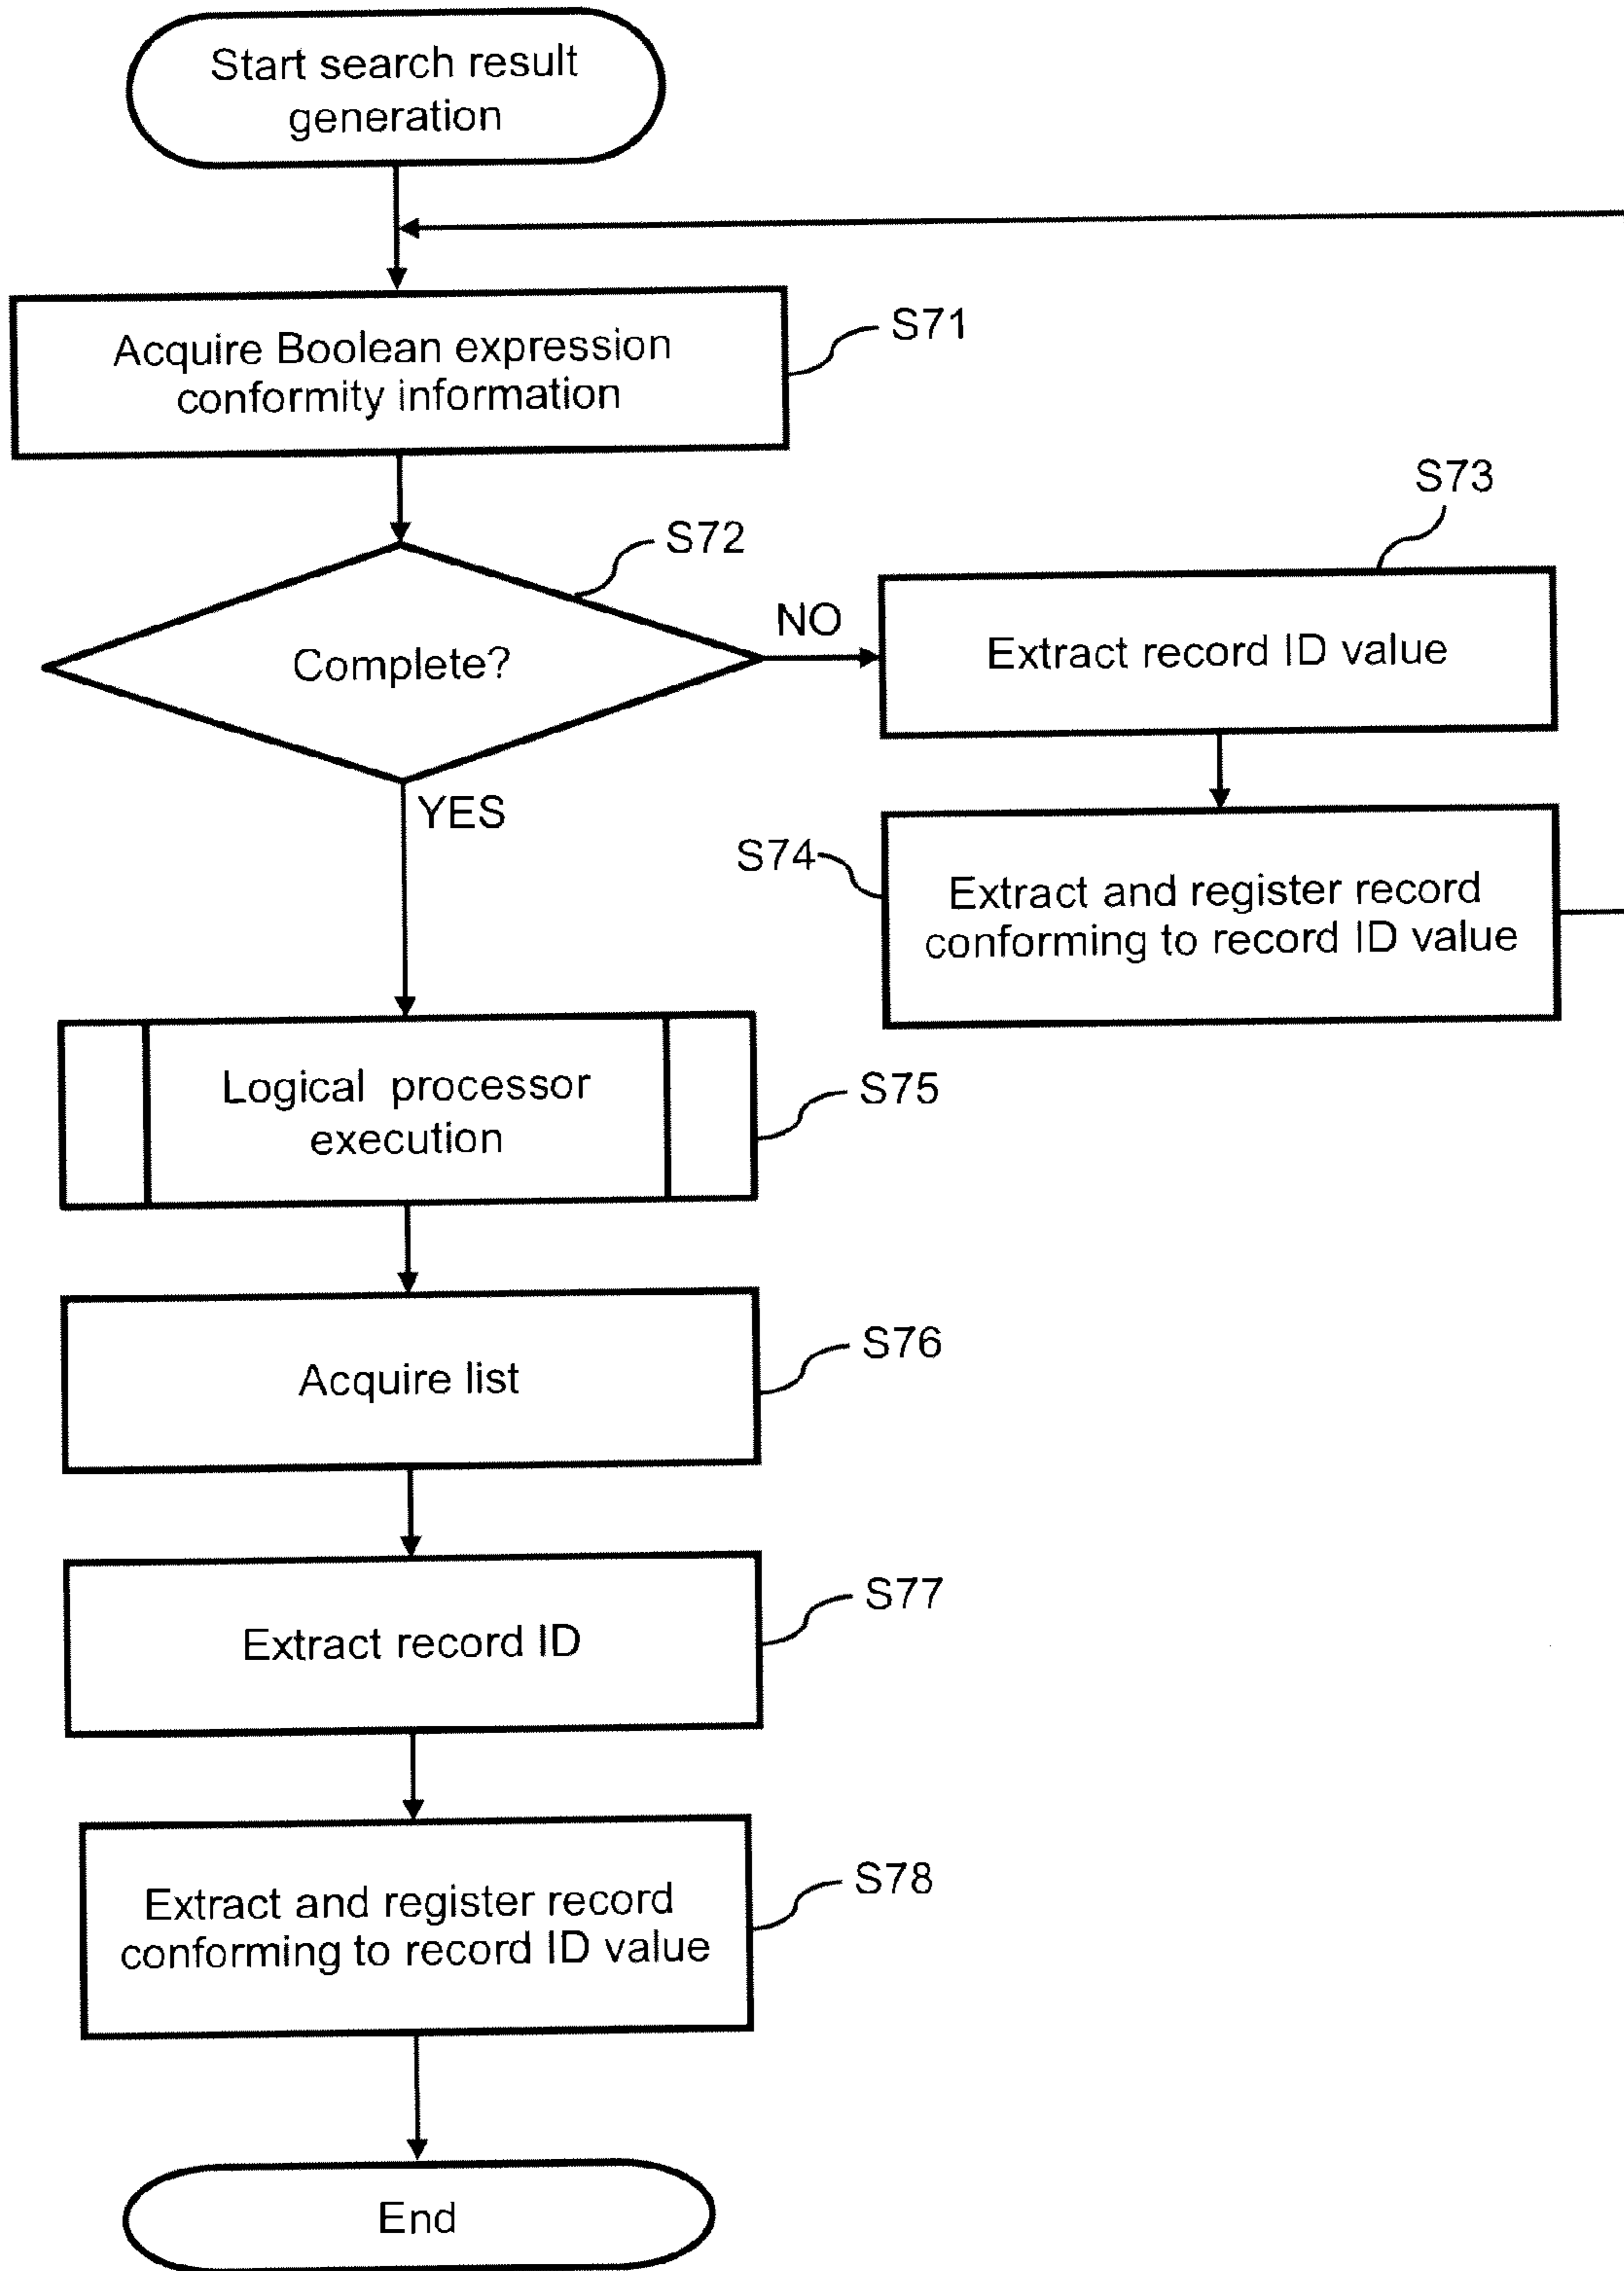 Start search result
generation
Acquire Boolean expression
conformity information
S71
S72
Complete?
NO
YES
S73
Extract record ID value
S74
Extract and register record
conforming to record ID value
Logical processor
execution
S75
Acquire list
S76
Extract record ID
S77
Extract and register record
conforming to record ID value
S78
End